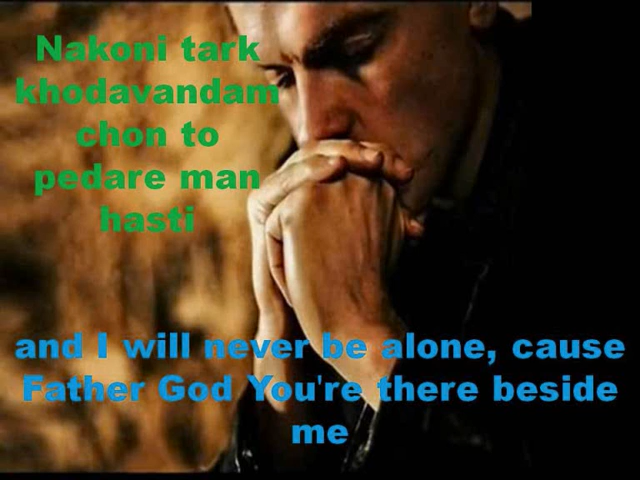 Nakoni tark
khodavandam
chon to
pedare man
hasti
and I will never be alone, cause
Father God You're there beside
me